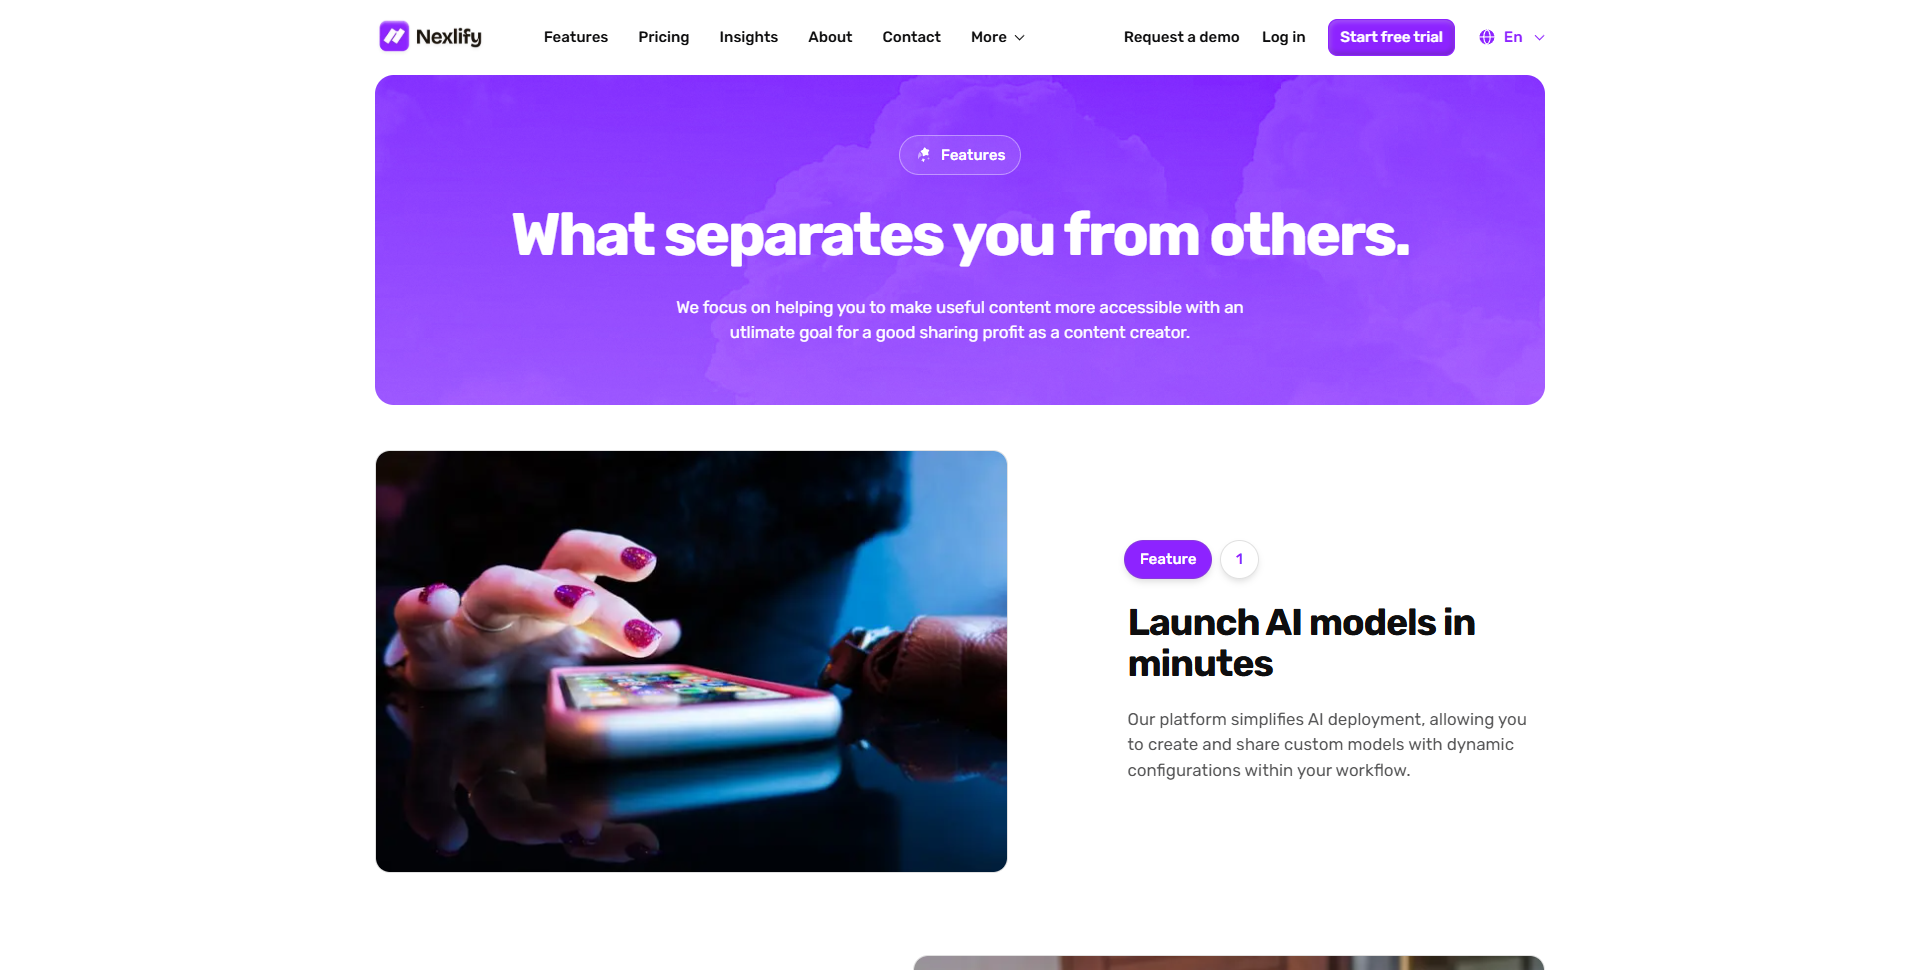 Nexlify
Features
Pricing
Insights
About
Contact
More
Request a demo
Log in
Start free trial
En
Features
What separates you from others.
We focus on helping you to make useful content more accessible with an
utlimate goal for a good sharing profit as a content creator.
Feature
1
Launch AI models in
minutes
Our platform simplifies AI deployment, allowing you
to create and share custom models with dynamic
configurations within your workflow.